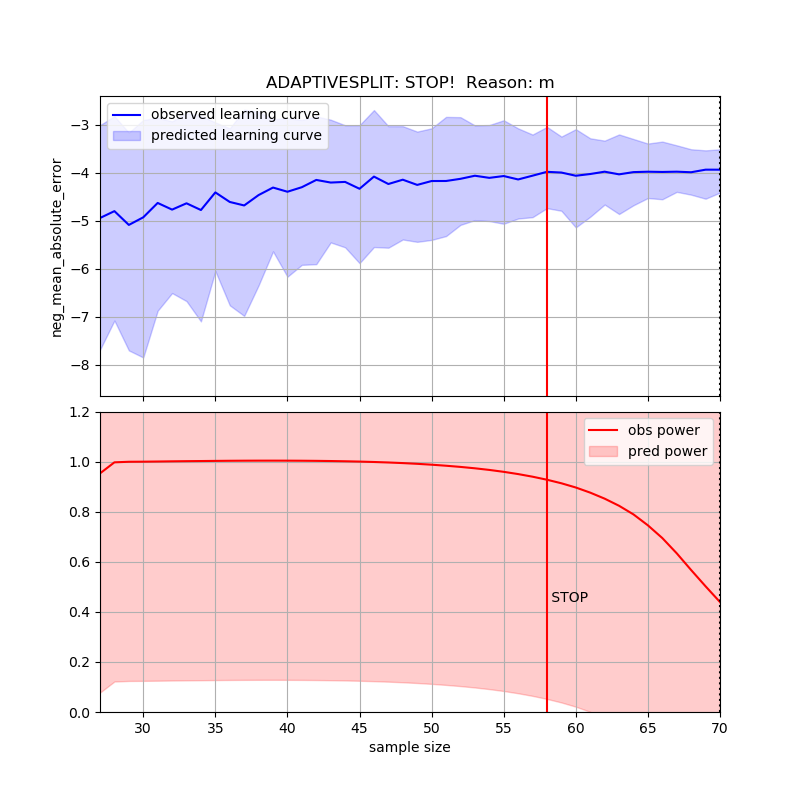 ADAPTIVESPLIT: STOP!  Reason: m
observed learning curve
predicted learning curve
neg_mean_absolute_error
−3
−4
−5
−6
−7
−8
obs power
pred power
1.2
1.0
0.8
0.6
0.4
0.2
0.0
STOP
30 35 40 45 50 55 60 65 70
sample size